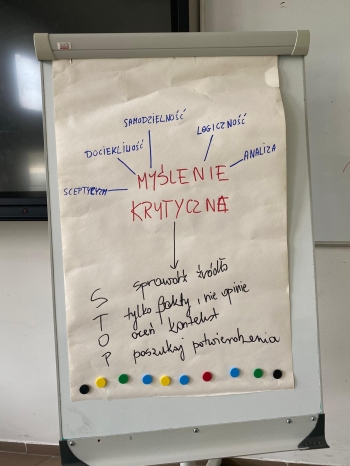 SAMODZIELNOŚĆ
LOGICZNOŚĆ
DOCIEKLIWOŚĆ
ANALIZA
SCEPTYCYZM
MYŚLENIE
KRYTYCZNE
S sprawdź źródło
T tylko fakty, nie opinie
O oceń kontekst
P poszukaj potwierdzenia